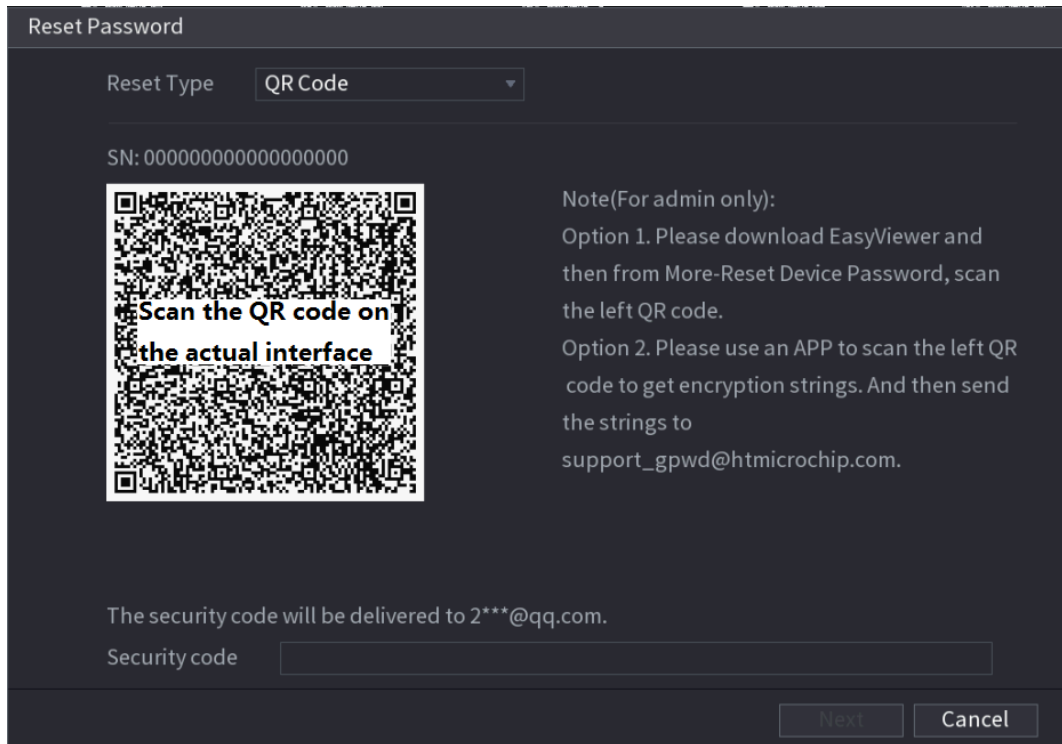 Reset Password
Reset Type
QR Code
SN: 000000000000000000
Scan the QR code on
the actual interface
Note(For admin only):
Option 1. Please download EasyViewer and
then from More-Reset Device Password, scan
the left QR code.
Option 2. Please use an APP to scan the left QR
code to get encryption strings. And then send
the strings to
support_gpwd@htmicrochip.com.
The security code will be delivered to 2***@qq.com.
Security code
Next
Cancel